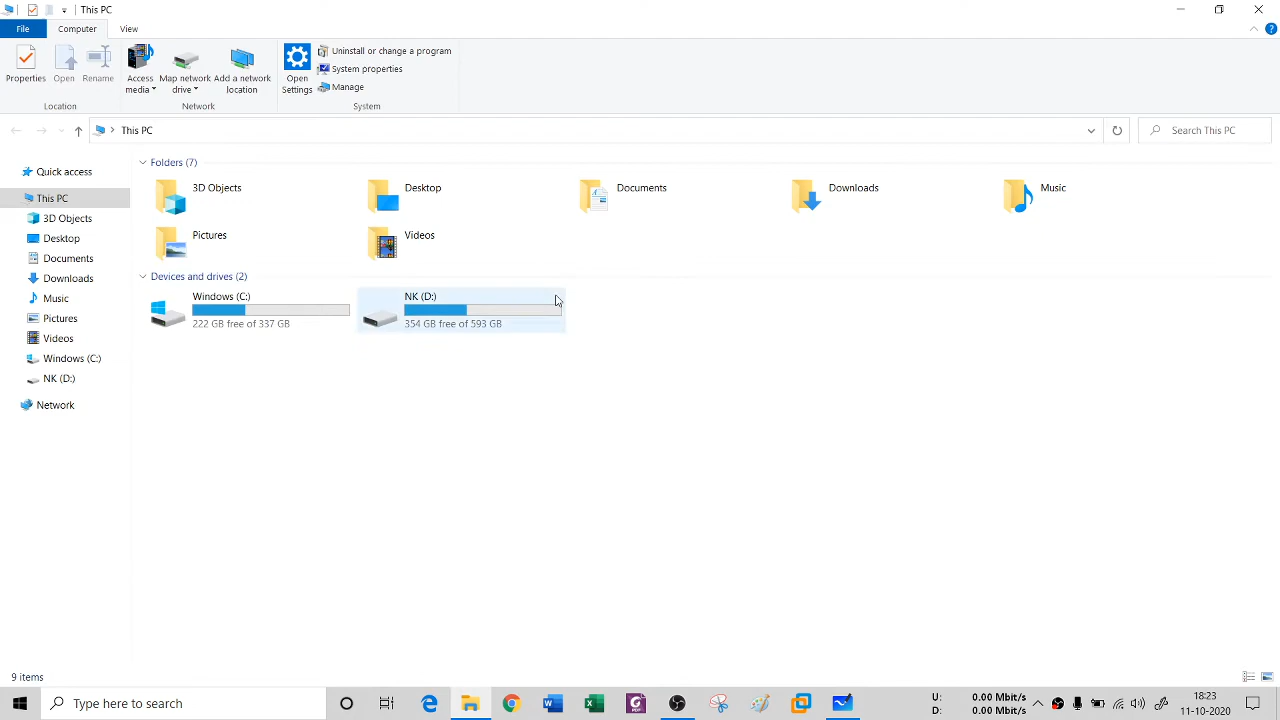 This PC
File
Computer
View
Properties
Open
Rename
Access media
Map network drive
Add a network location
Open Settings
Uninstall or change a program
System properties
Manage
Location
Network
System
This PC
Search This PC
Quick access
This PC
3D Objects
Desktop
Documents
Downloads
Music
Pictures
Videos
Windows (C:)
NK (D:)
Network
Folders (7)
3D Objects
Desktop
Documents
Downloads
Music
Pictures
Videos
Devices and drives (2)
Windows (C:)
222 GB free of 337 GB
NK (D:)
354 GB free of 593 GB
9 items
Type here to search
U: 0.00 Mbit/s
D: 0.00 Mbit/s
18:23
11-10-2020